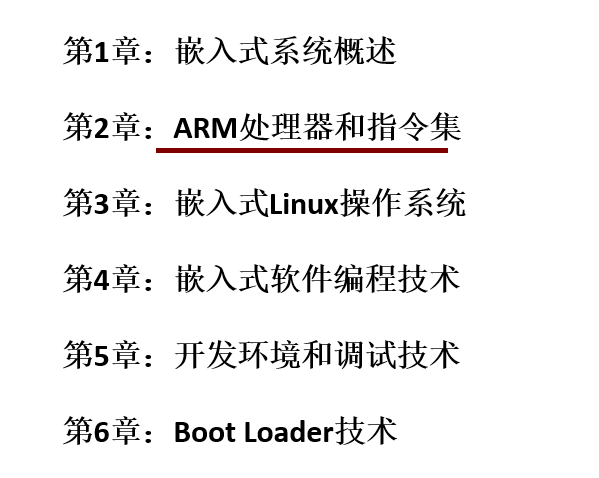 第1章：嵌入式系统概述
第2章：ARM处理器和指令集
第3章：嵌入式Linux操作系统
第4章：嵌入式软件编程技术
第5章：开发环境和调试技术
第6章：Boot Loader技术